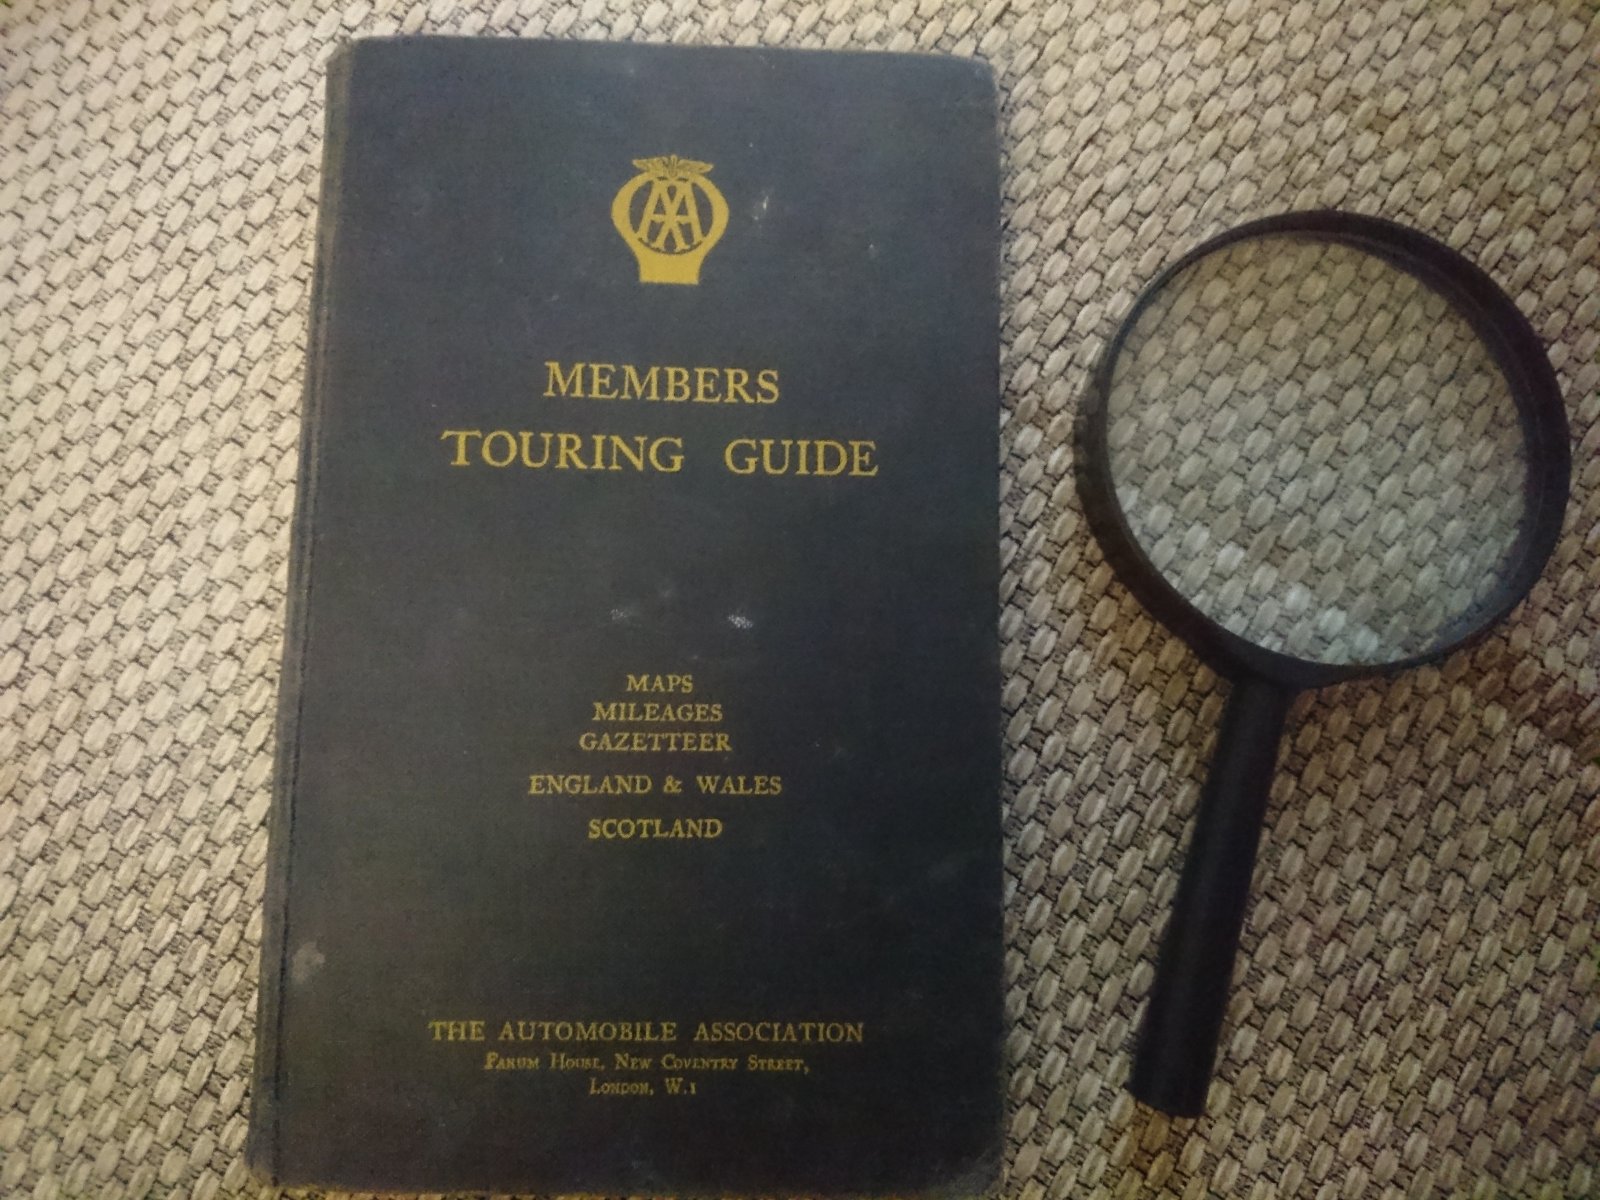 AA
MEMBERS
TOURING GUIDE
MAPS
MILEAGES
GAZETTEER
ENGLAND & WALES
SCOTLAND
THE AUTOMOBILE ASSOCIATION
FANUM HOUSE, NEW COVENTRY STREET,
LONDON, W.1